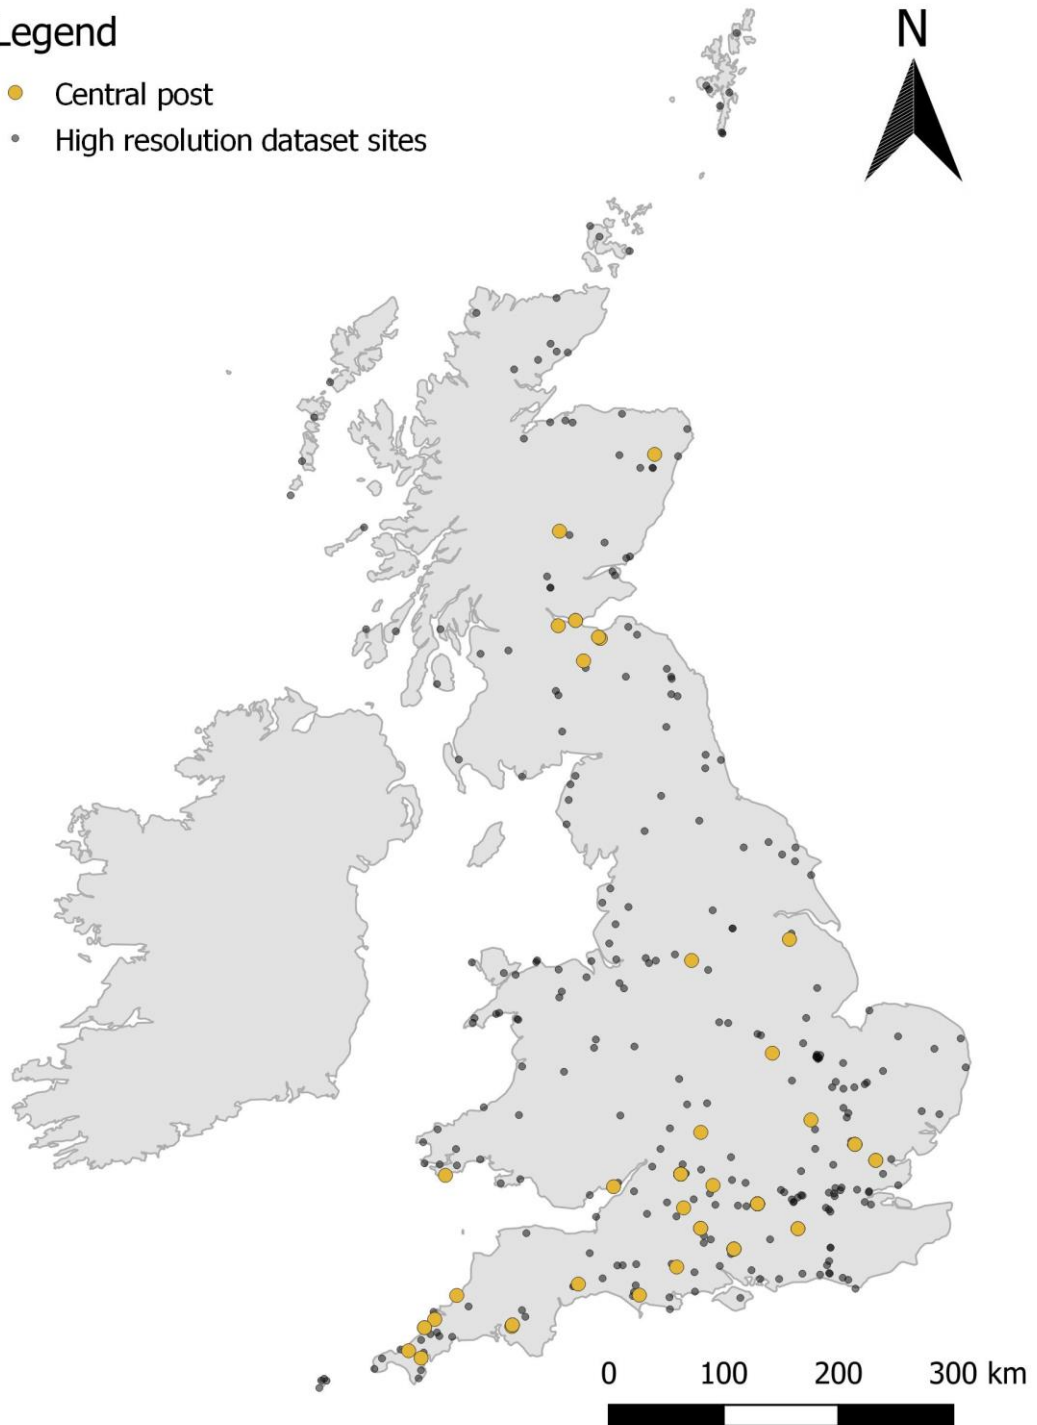 Legend
N
Central post
High resolution dataset sites
0 100 200 300 km